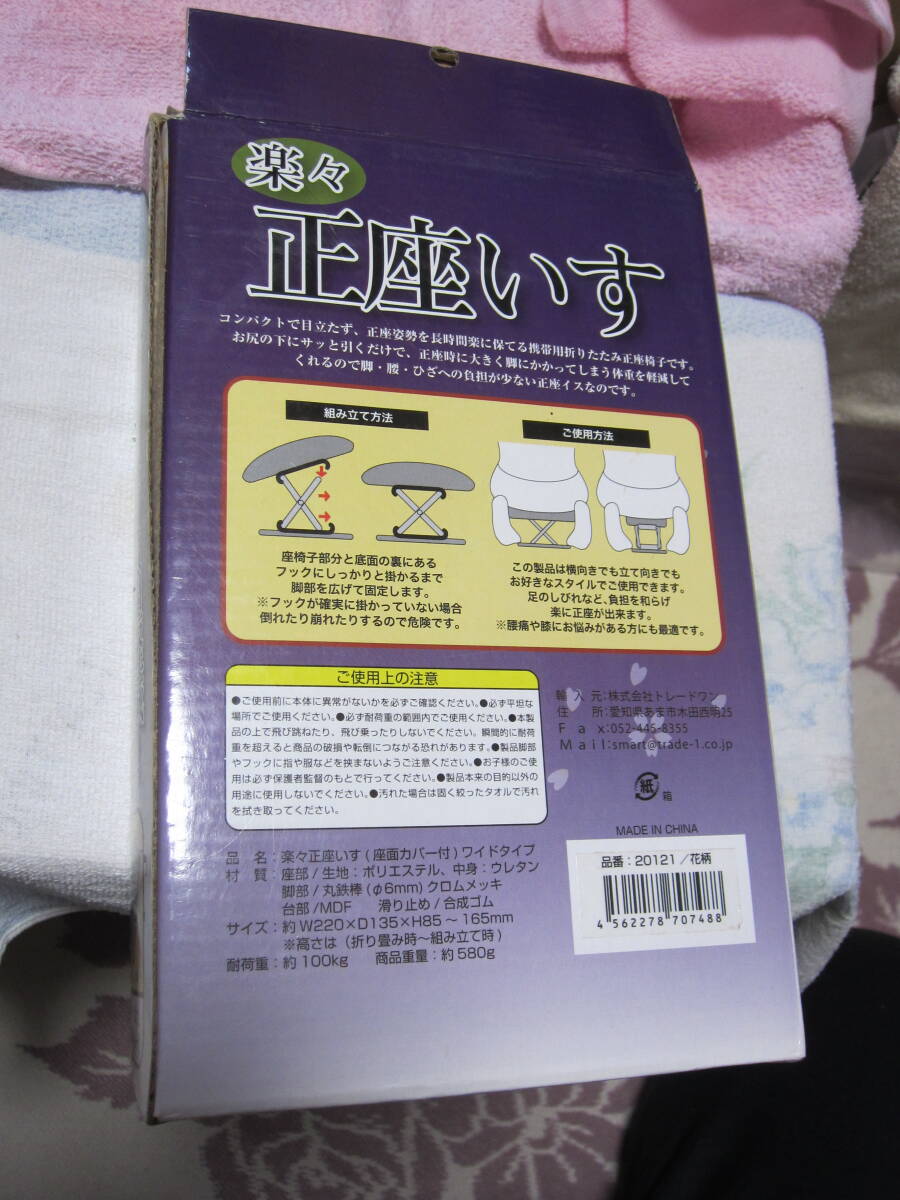 楽々
正座いす
コンパクトで目立たず、正座姿勢を長時間楽に保てる携帯用折りたたみ正座椅子です。
お尻の下にサッと引くだけで、正座時に大きく脚にかかってしまう体重を軽減して
くれるので脚・腰・ひざへの負担が少ない正座イスなのです。
組み立て方法
座椅子部分と底面の裏にある
フックにしっかりと掛かるまで
脚部を広げて固定します。
※フックが確実に掛かっていない場合
倒れたり崩れたりするので危険です。
ご使用方法
この製品は横向きでも立て向きでも
お好きなスタイルでご使用できます。
足のしびれなど、負担を和らげ
楽に正座が出来ます。
※腰痛や膝にお悩みがある方にも最適です。
ご使用上の注意
●ご使用前に本体に異常がないかを必ずご確認ください。●必ず平坦な
場所でご使用ください。●必ず耐荷重の範囲内でご使用ください。●本製
品の上で飛び跳ねたり、飛び乗ったりしないでください。瞬間的に耐荷
重を超えると商品の破損や転倒につながる恐れがあります。●製品脚部
やフックに指や服などを挟まないようご注意ください。●お子様のご使
用は必ず保護者監督のもとで行ってください。●製品本来の目的以外の
用途に使用しないでください。●汚れた場合は固く絞ったタオルで汚れ
を拭き取ってください。
輸入元:株式会社トレードワン
住所:愛知県あま市木田西明25
Fax:052-445-8355
Mail:smart@trade-1.co.jp
紙
箱
MADE IN CHINA
品番:20121/花柄
4 562278 707488
品名:楽々正座いす(座面カバー付)ワイドタイプ
材質:座部/生地:ポリエステル、中身:ウレタン
脚部/丸鉄棒(φ6mm)クロムメッキ
台部/MDF 滑り止め/合成ゴム
サイズ:約W220×D135×H85～165mm
※高さは(折り畳み時～組み立て時)
耐荷重:約100kg 商品重量:約580g